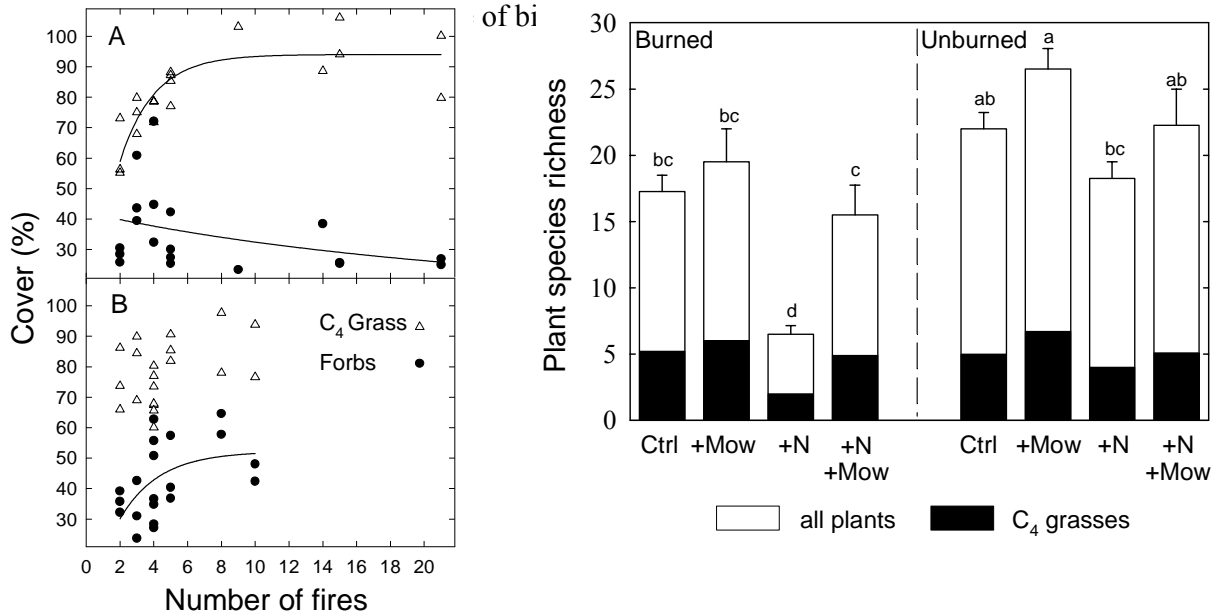 of bi
A
100
90
80
70
60
50
40
30
B
100
90
80
70
60
50
40
30
C4 Grass
Forbs
Cover (%)
0 2 4 6 8 10 12 14 16 18 20
Number of fires
30
25
20
15
10
5
0
Plant species richness
Burned
Unburned
bc
bc
d
c
ab
a
bc
ab
Ctrl +Mow +N +N Ctrl +Mow +N +N
+Mow +Mow
all plants C4 grasses